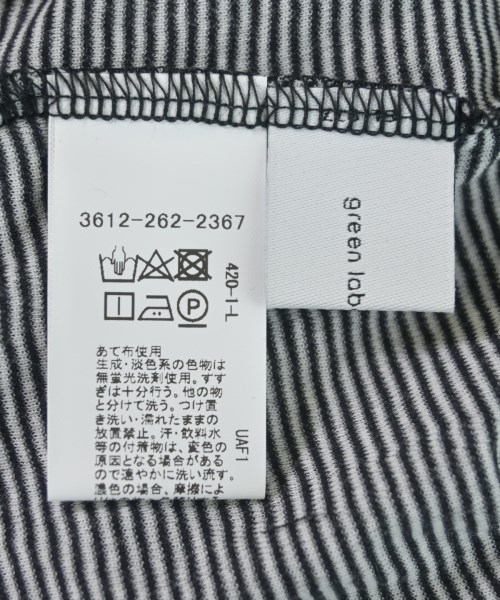 3612-262-2367
420-I-L
あて布使用
生成・淡色系の色物は
無蛍光洗剤使用。すす
ぎは十分行う。他の物
と分けて洗う。つけ置
き洗い・濡れたままの
放置禁止。汗・飲料水
等の付着物は、変色の
原因となる場合がある
ので速やかに洗い流す。
濃色の場合、摩擦によ
UAF1
P
green lab